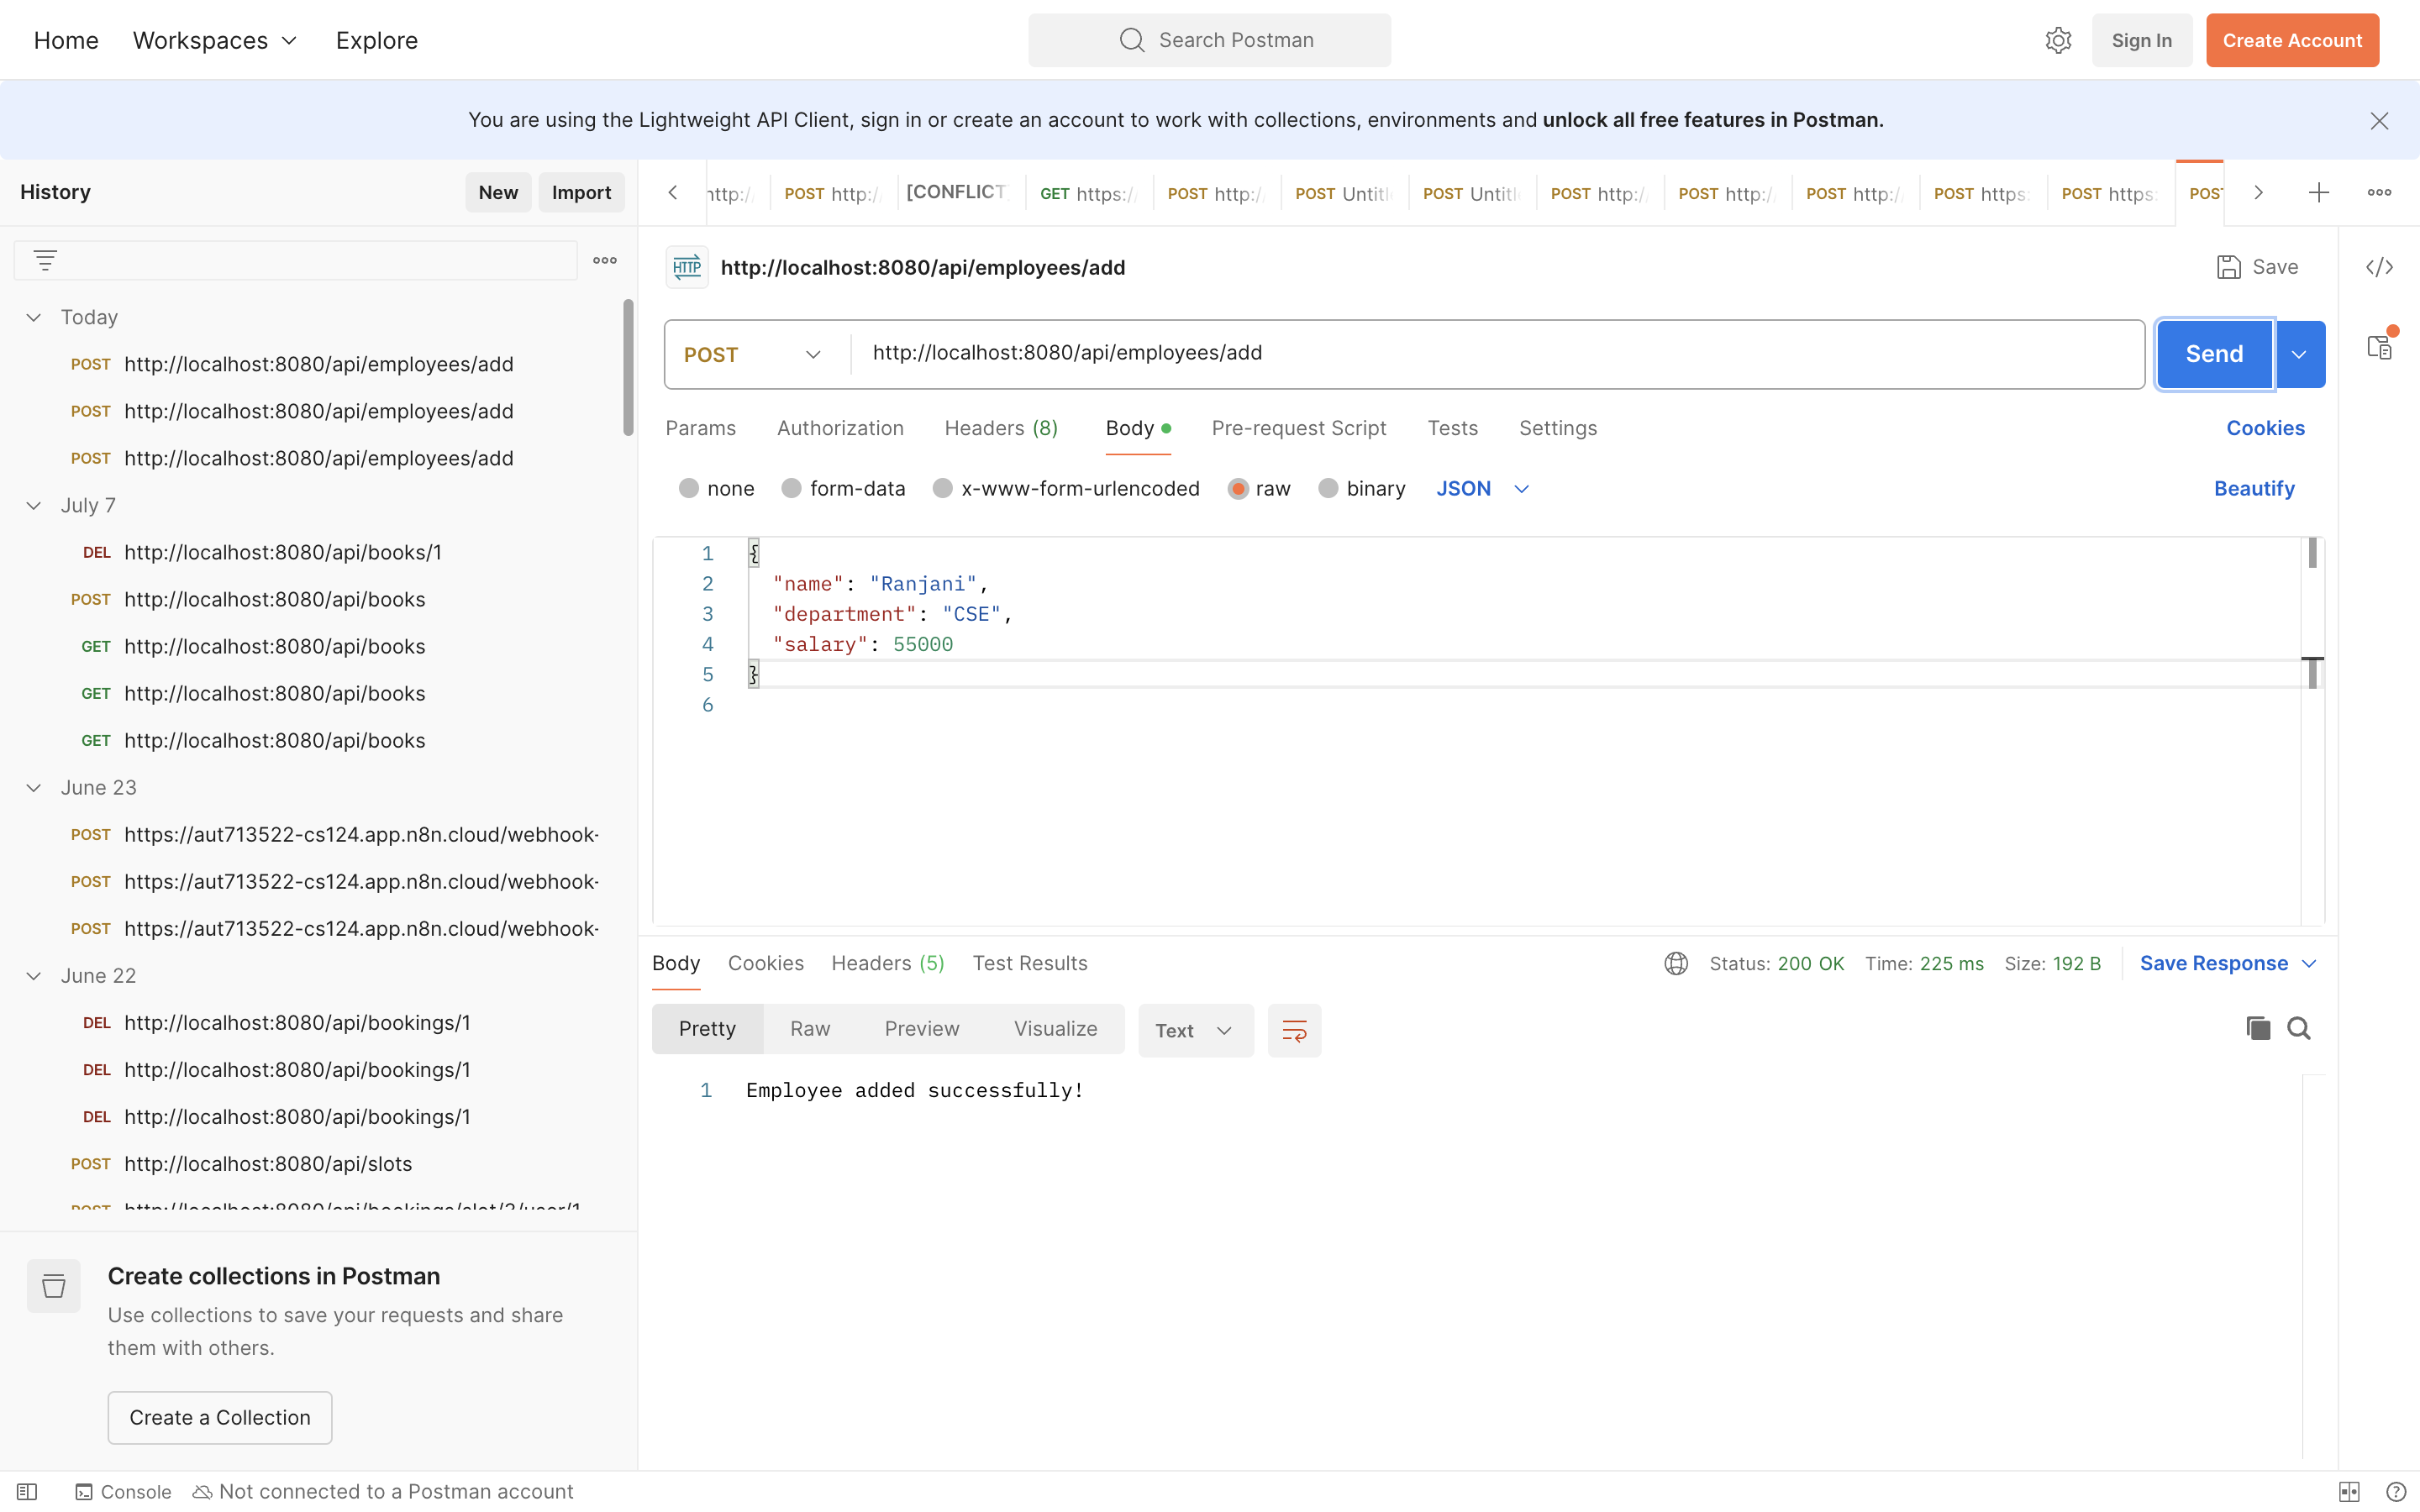 Home Workspaces Explore Search Postman Sign In Create Account
You are using the Lightweight API Client, sign in or create an account to work with collections, environments and unlock all free features in Postman.
History New Import
http:/ POST http:/ [CONFLICT GET https:/ POST http:/ POST Untitl POST Untitl POST http:/ POST http:/ POST http:/ POST https: POST https: POST
Today
POST http://localhost:8080/api/employees/add
POST http://localhost:8080/api/employees/add
POST http://localhost:8080/api/employees/add
July 7
DEL http://localhost:8080/api/books/1
POST http://localhost:8080/api/books
GET http://localhost:8080/api/books
GET http://localhost:8080/api/books
GET http://localhost:8080/api/books
June 23
POST https://aut713522-cs124.app.n8n.cloud/webhook-
POST https://aut713522-cs124.app.n8n.cloud/webhook-
POST https://aut713522-cs124.app.n8n.cloud/webhook-
June 22
DEL http://localhost:8080/api/bookings/1
DEL http://localhost:8080/api/bookings/1
DEL http://localhost:8080/api/bookings/1
POST http://localhost:8080/api/slots
Create collections in Postman
Use collections to save your requests and share
them with others.
Create a Collection
HTTP http://localhost:8080/api/employees/add Save </>
POST http://localhost:8080/api/employees/add Send
Params Authorization Headers (8) Body Pre-request Script Tests Settings Cookies
none form-data x-www-form-urlencoded raw binary JSON Beautify
1 {
2 "name": "Ranjani",
3 "department": "CSE",
4 "salary": 55000
5 }
6
Body Cookies Headers (5) Test Results Status: 200 OK Time: 225 ms Size: 192 B Save Response
Pretty Raw Preview Visualize Text
1 Employee added successfully!
Console Not connected to a Postman account